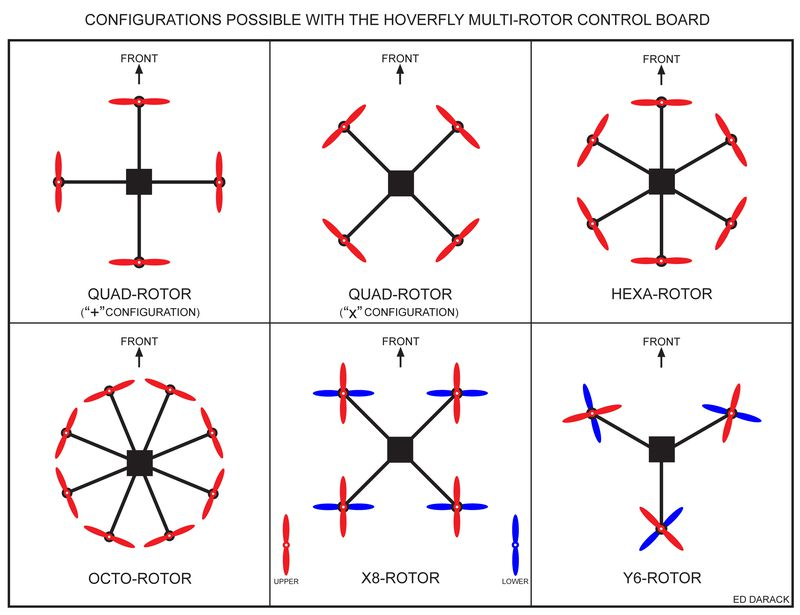 CONFIGURATIONS POSSIBLE WITH THE HOVERFLY MULTI-ROTOR CONTROL BOARD
FRONT
QUAD-ROTOR
(“+” CONFIGURATION)
FRONT
QUAD-ROTOR
(“x” CONFIGURATION)
FRONT
HEXA-ROTOR
FRONT
OCTO-ROTOR
FRONT
UPPER
LOWER
X8-ROTOR
FRONT
Y6-ROTOR
ED DARACK